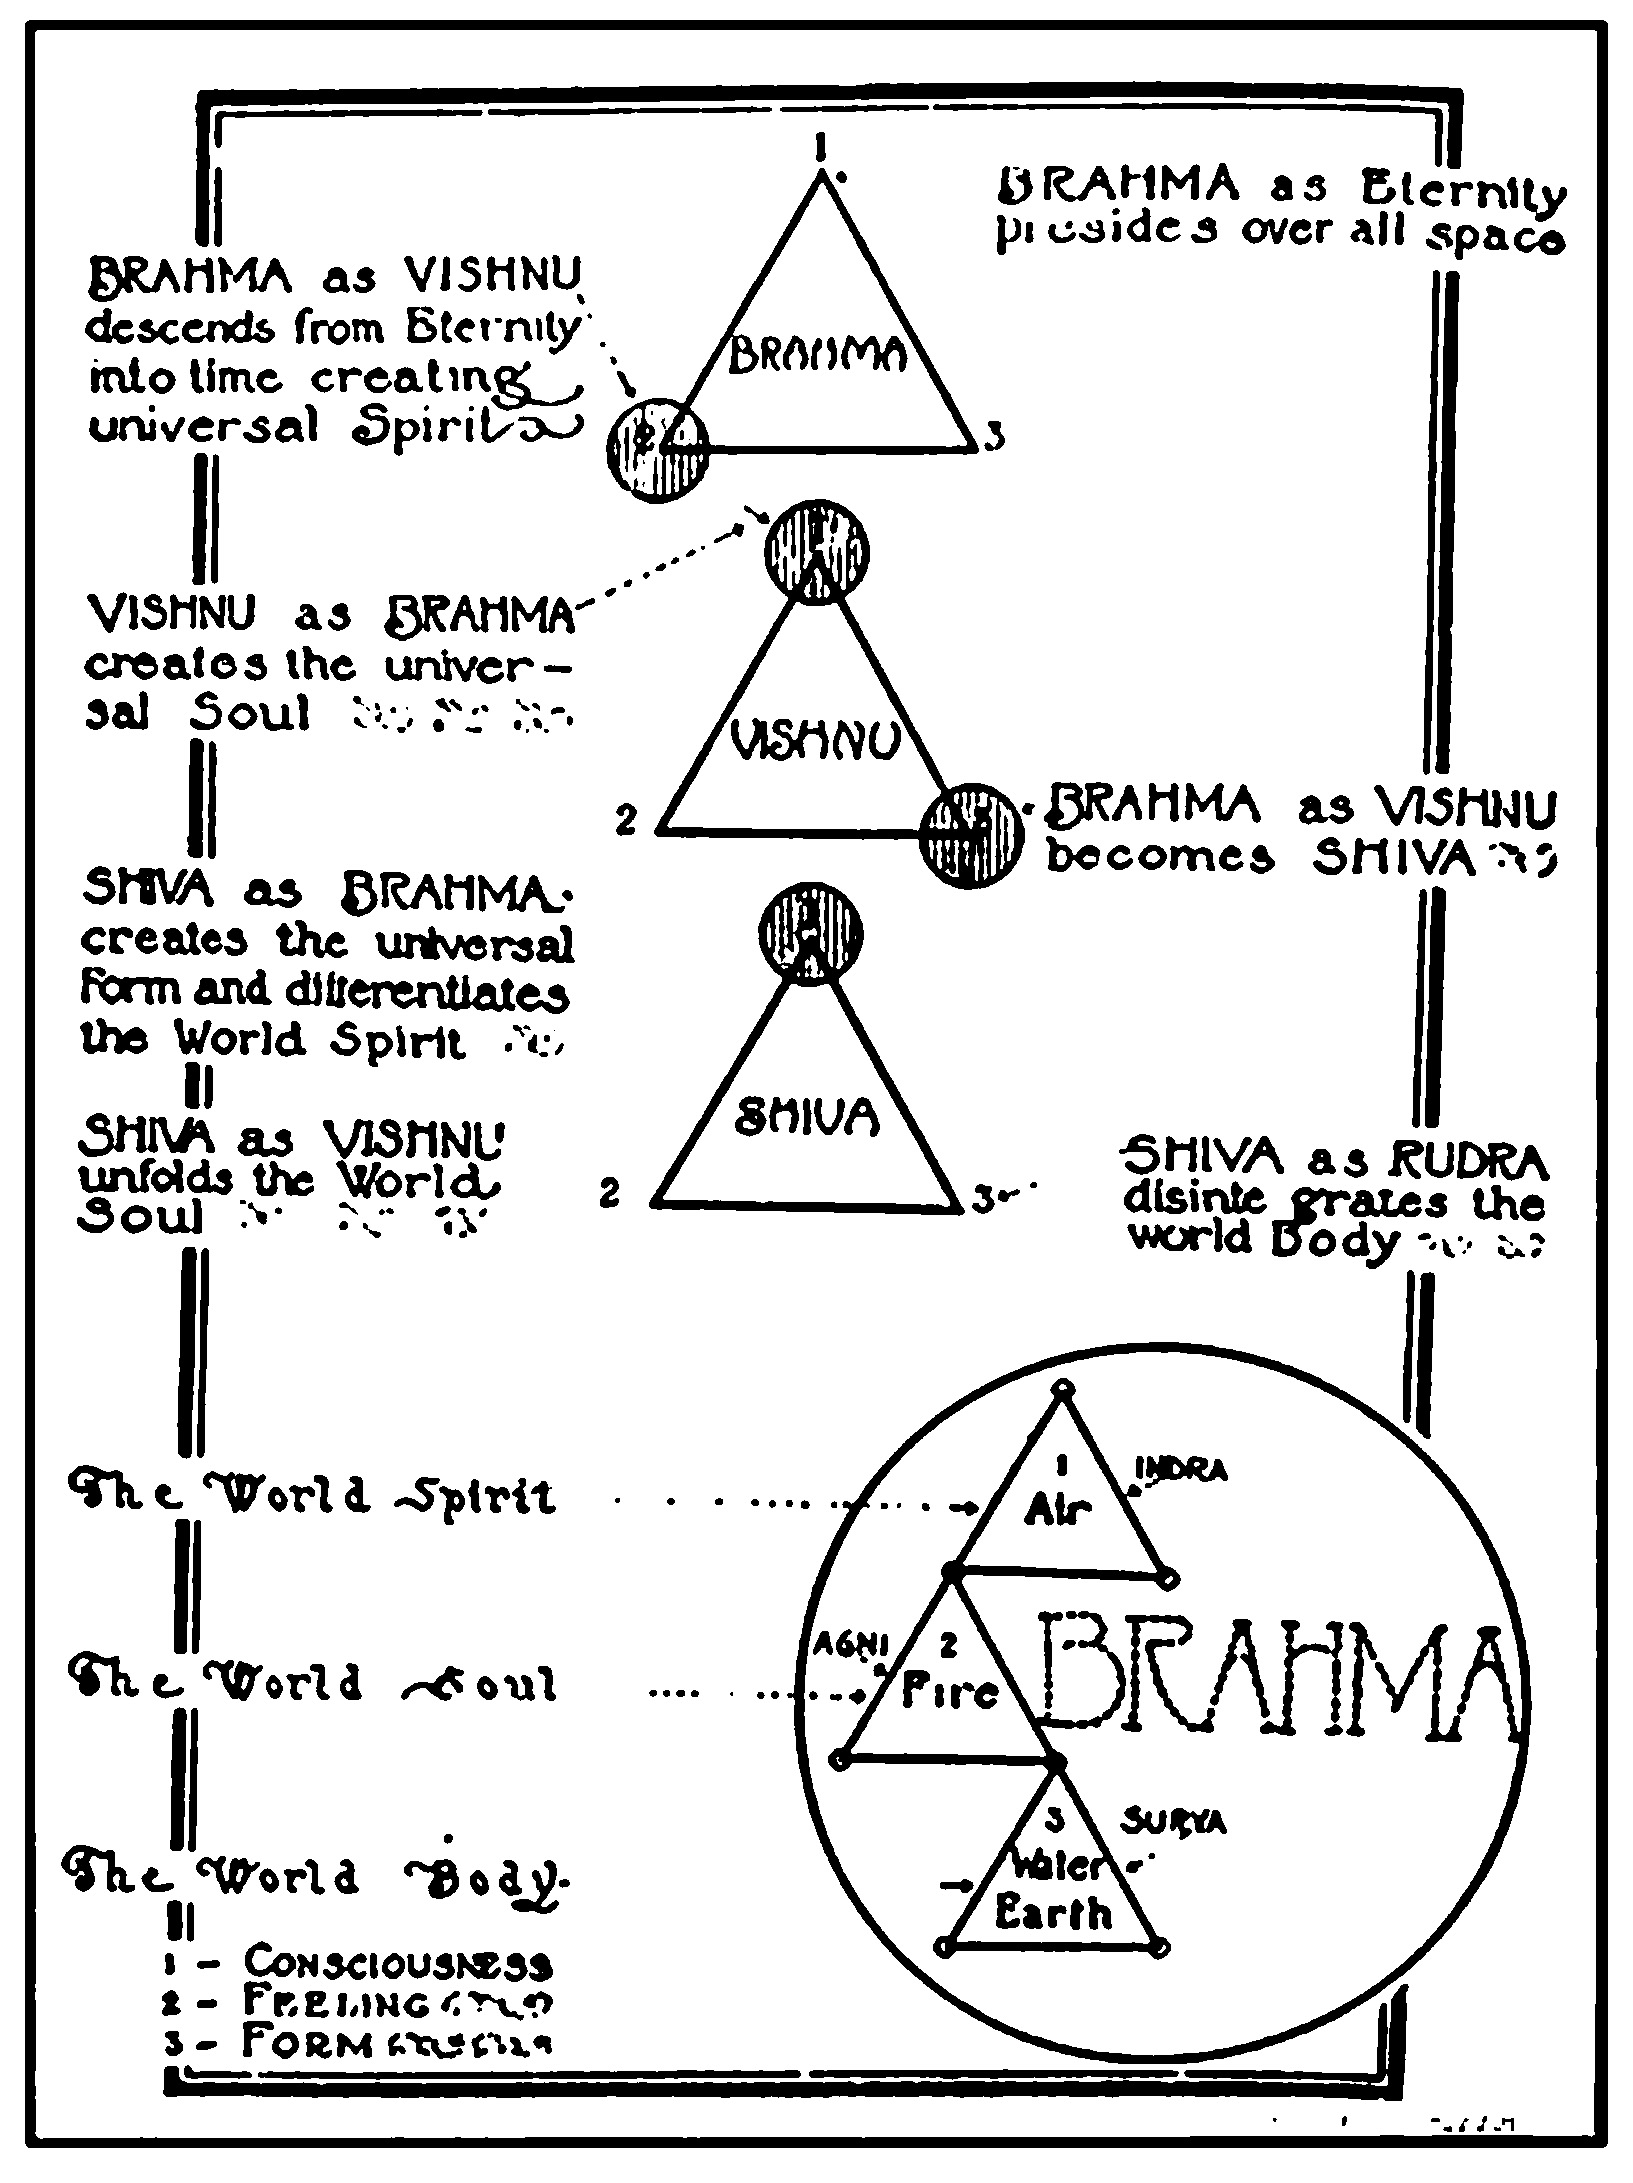 1
BRAHMA as Eternity
presides over all space
BRAHMA as VISHNU
descends from Eternity
into time creating
universal Spirit
BRAHMA
2
3
VISHNU as BRAHMA
creates the univer-
sal Soul
VISHNU
2
BRAHMA as VISHNU
becomes SHIVA
SHIVA as BRAHMA
creates the universal
Form and differentiates
the World Spirit
SHIVA
SHIVA as VISHNU
unfolds the World
Soul
2
3
SHIVA as RUDRA
disintegrates the
world Body
The World Spirit
1
Air
INDRA
The World Soul
AGNI
2
Fire
BRAHMA
The World Body
3
Water
Earth
SURYA
1 - CONSCIOUSNESS
2 - FEELING
3 - FORM